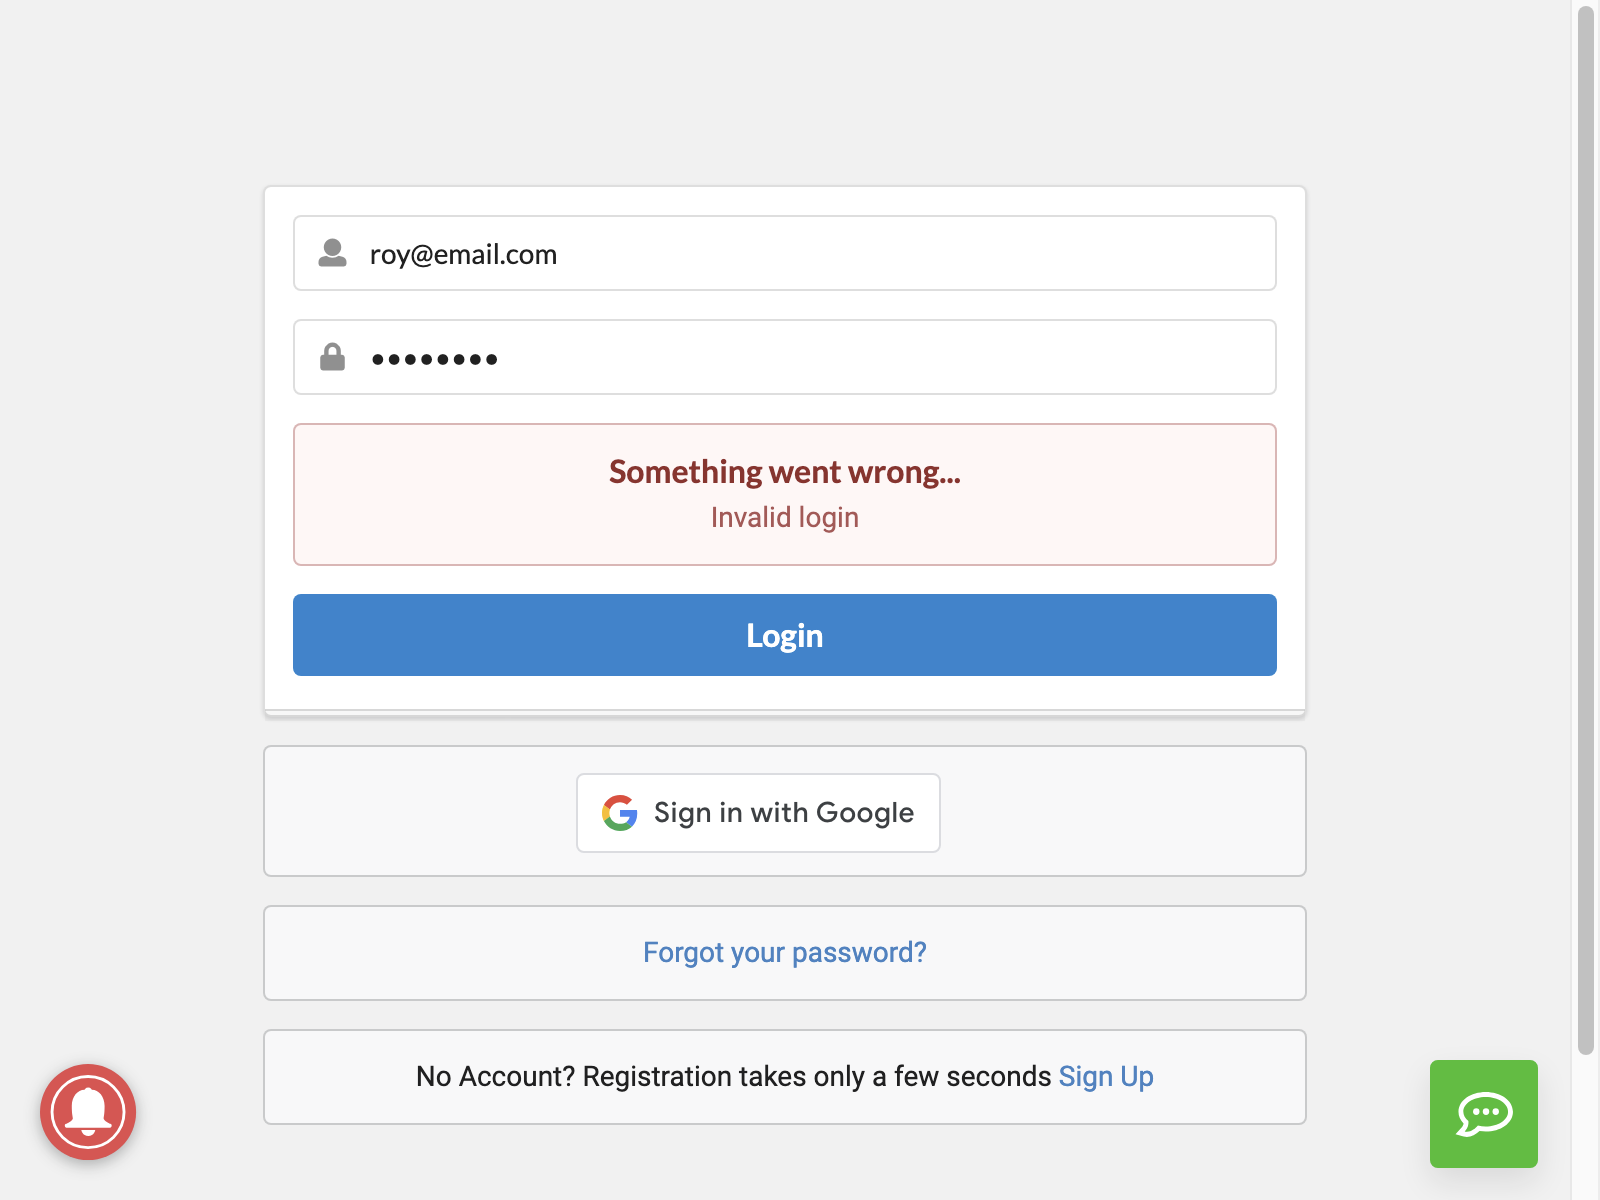 roy@email.com
••••••••
Something went wrong...
Invalid login
Login
Sign in with Google
Forgot your password?
No Account? Registration takes only a few seconds Sign Up